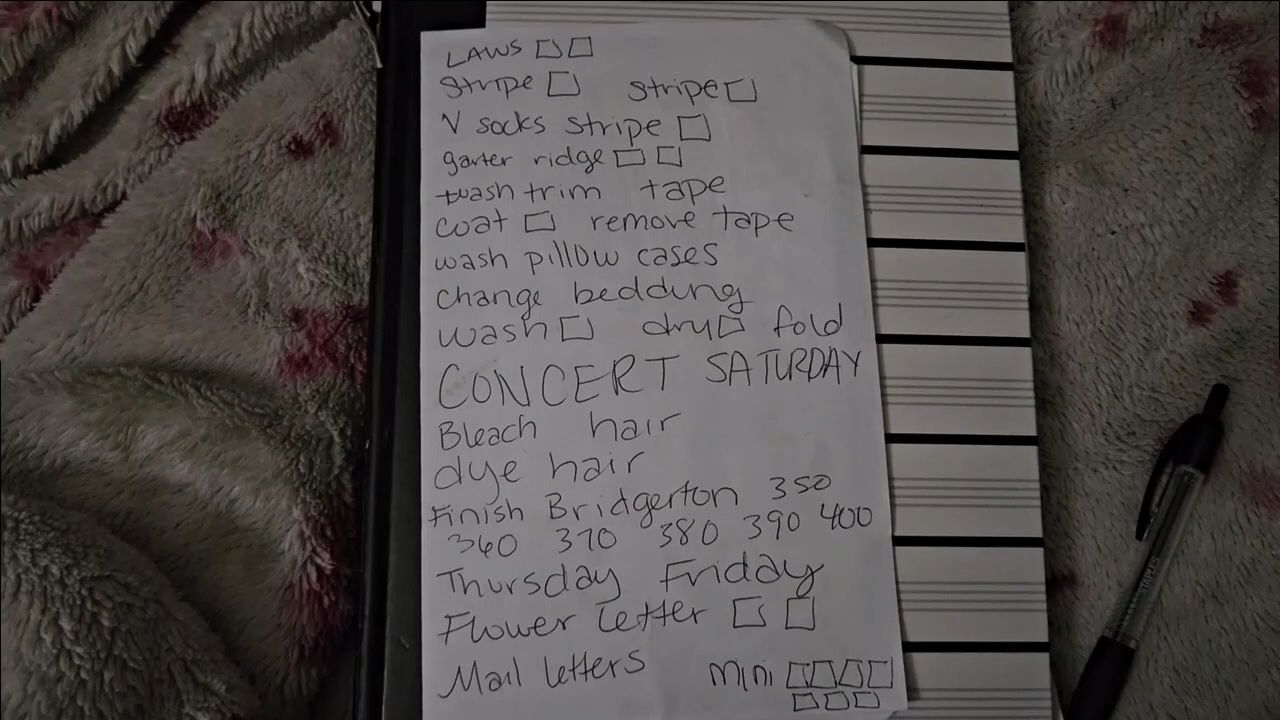 LAWS □ □
Stripe □ stripe □
V socks stripe □
garter ridge □ □
wash trim tape
coat □ remove tape
wash pillow cases
change bedding
wash □ dry □ fold
CONCERT SATURDAY
Bleach hair
dye hair
Finish Bridgerton 350
360 370 380 390 400
Thursday Friday
Flower letter □ □
Mail letters mini □□□□
□□□
STAPLES